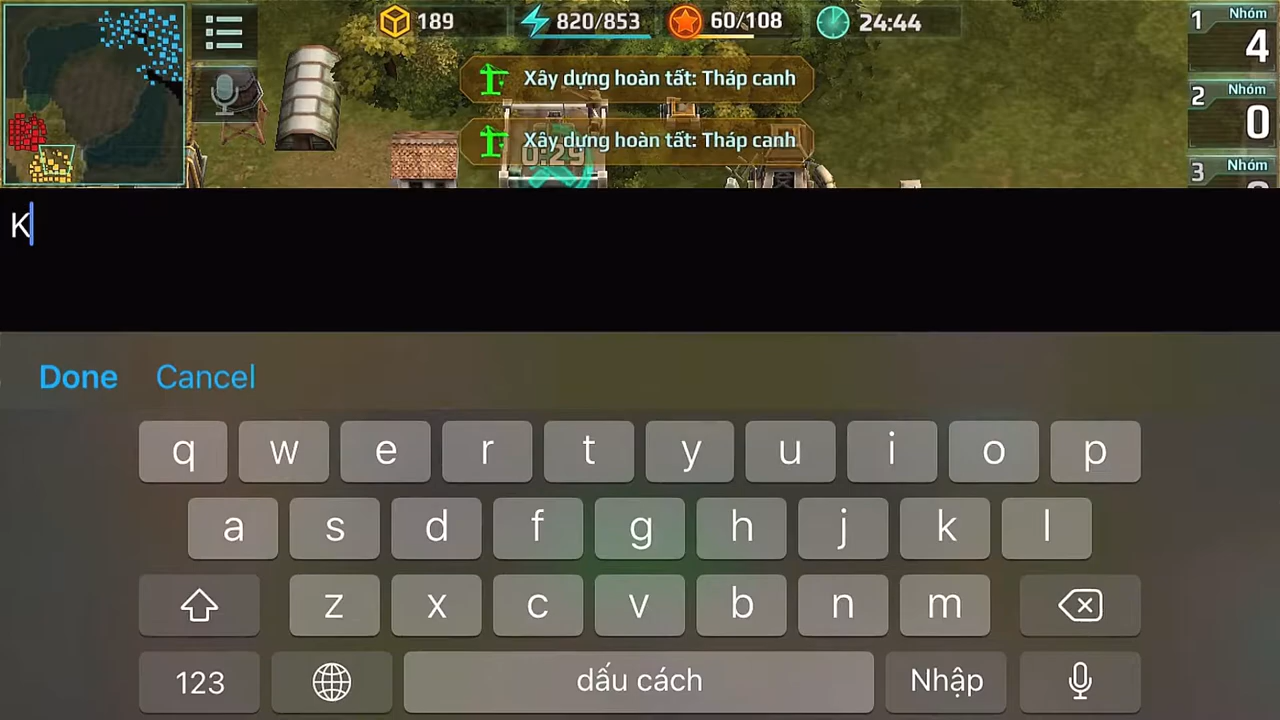 189
820/853
60/108
24:44
1 Nhóm
4
Xây dựng hoàn tất: Tháp canh
2 Nhóm
0
Xây dựng hoàn tất: Tháp canh
0:29
3 Nhóm
K
Done Cancel
q w e r t y u i o p
a s d f g h j k l
z x c v b n m
123 dấu cách Nhập